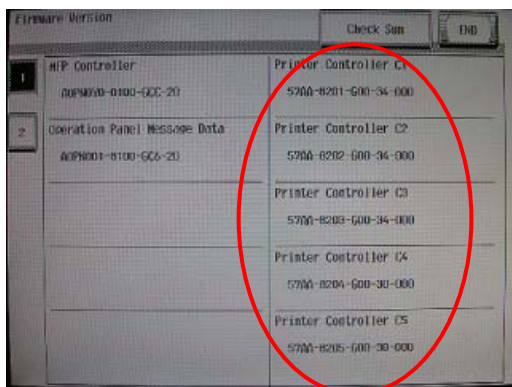 Firmware Version
Check Sum
END
1
MFP Controller
Printer Controller C1
57AA-8201-G00-34-000
2
Operation Panel Message Data
Printer Controller C2
57AA-8202-G00-34-000
Printer Controller C3
57AA-8203-G00-34-000
Printer Controller C4
57AA-8204-G00-30-000
Printer Controller C5
57AA-8205-G00-30-000